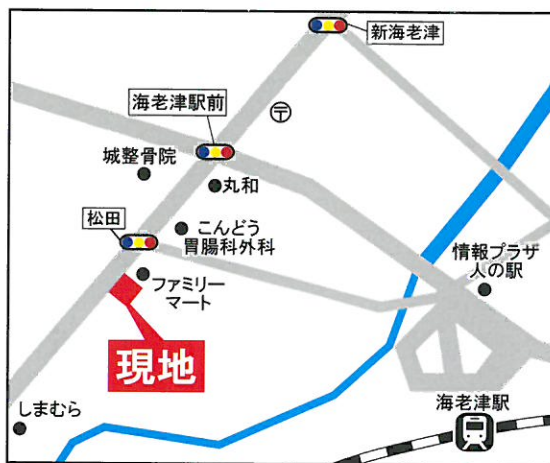 新海老津
〒
海老津駅前
城整骨院
丸和
松田
こんどう
胃腸科外科
情報プラザ
人の駅
ファミリー
マート
現地
海老津駅
しまむら